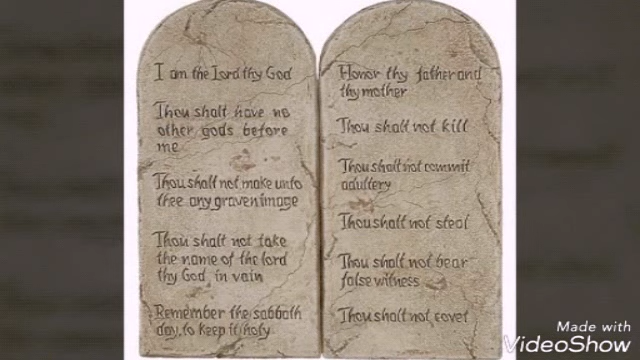 I am the Lord thy God
Thou shalt have no
other gods before
me
Thou shalt not make unto
thee any graven image
Thou shalt not take
the name of the lord
thy God in vain
Remember the sabbath
day, to keep it holy
Honor thy father and
thy mother
Thou shalt not kill
Thou shalt not commit
adultery
Thou shalt not steal
Thou shalt not bear
false witness
Thou shalt not covet
Made with
VideoShow